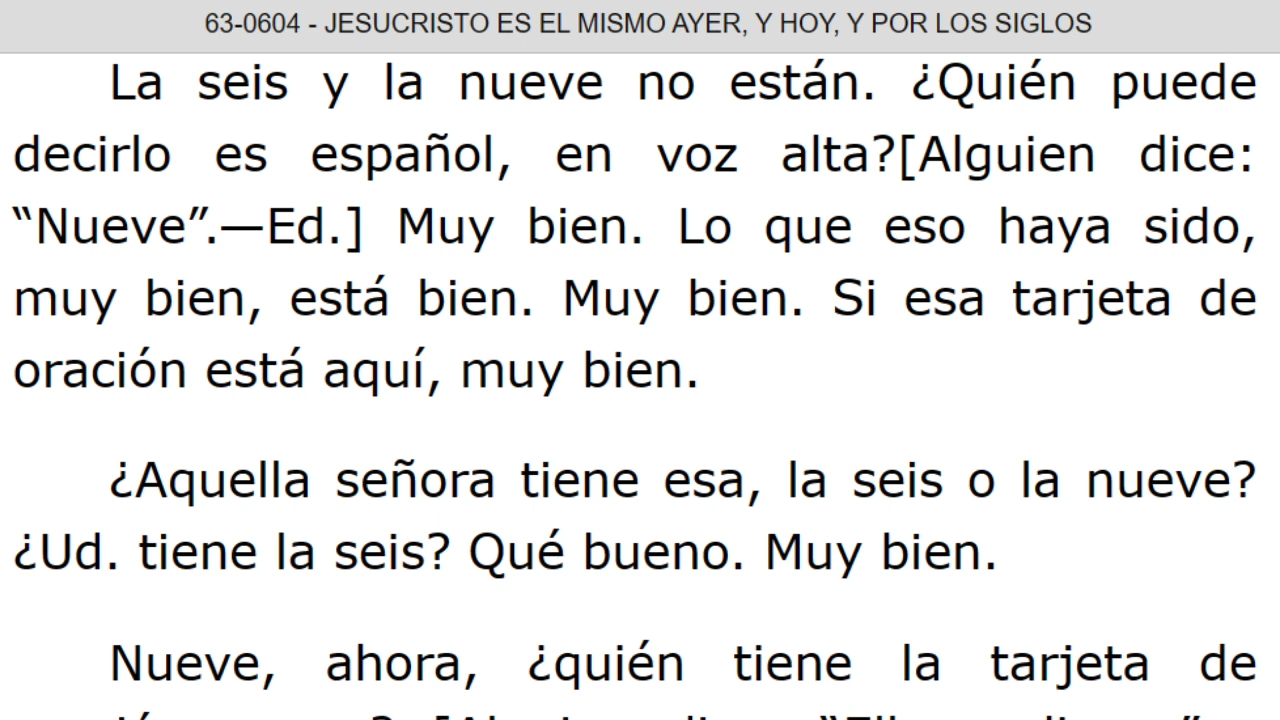 63-0604 - JESUCRISTO ES EL MISMO AYER, Y HOY, Y POR LOS SIGLOS
La seis y la nueve no están. ¿Quién puede
decirlo es español, en voz alta?[Alguien dice:
“Nueve”.—Ed.] Muy bien. Lo que eso haya sido,
muy bien, está bien. Muy bien. Si esa tarjeta de
oración está aquí, muy bien.
¿Aquella señora tiene esa, la seis o la nueve?
¿Ud. tiene la seis? Qué bueno. Muy bien.
Nueve, ahora, ¿quién tiene la tarjeta de